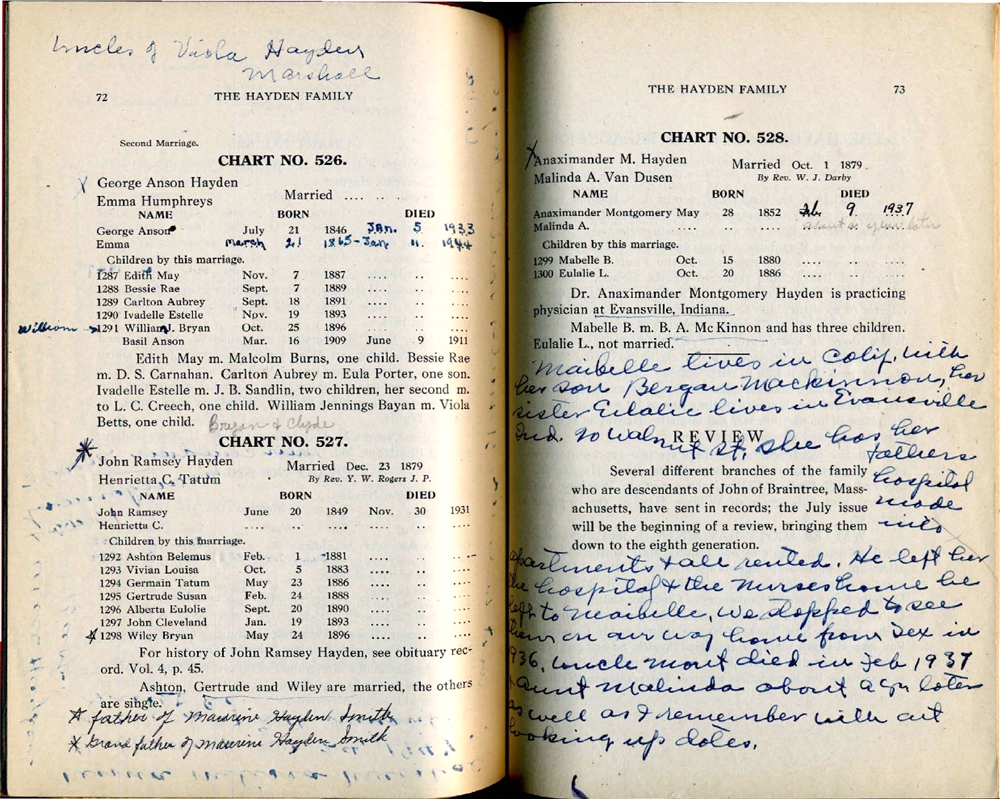 Uncles of Viola Hayden
Marshall
72 THE HAYDEN FAMILY
Second Marriage.
CHART NO. 526.
George Anson Hayden
Emma Humphreys Married .... .. ....
NAME BORN DIED
George Anson July 21 1846 Jan. 5 1933
Emma March 21 1865 - Jan. 11. 1944
Children by this marriage.
1287 Edith May Nov. 7 1887 .... .. ....
1288 Bessie Rae Sept. 7 1889 .... .. ....
1289 Carlton Aubrey Sept. 18 1891 .... .. ....
1290 Ivadelle Estelle Nov. 19 1893 .... .. ....
William → 1291 William J. Bryan Oct. 25 1896 .... .. ....
Basil Anson Mar. 16 1909 June 9 1911
Edith May m. Malcolm Burns, one child. Bessie Rae
m. D. S. Carnahan. Carlton Aubrey m. Eula Porter, one son.
Ivadelle Estelle m. J. B. Sandlin, two children, her second m.
to L. C. Creech, one child. William Jennings Bayan m. Viola
Betts, one child. Bryan & Clyde
CHART NO. 527.
John Ramsey Hayden Married Dec. 23 1879
Henrietta C. Tatum By Rev. Y. W. Rogers J. P.
NAME BORN DIED
John Ramsey June 20 1849 Nov. 30 1931
Henrietta C. .... .. .... .... .. ....
Children by this marriage.
1292 Ashton Belemus Feb. 1 1881 .... .. ....
1293 Vivian Louisa Oct. 5 1883 .... .. ....
1294 Germain Tatum May 23 1886 .... .. ....
1295 Gertrude Susan Feb. 24 1888 .... .. ....
1296 Alberta Eulolie Sept. 20 1890 .... .. ....
1297 John Cleveland Jan. 19 1893 .... .. ....
1298 Wiley Bryan May 24 1896 .... .. ....
For history of John Ramsey Hayden, see obituary rec-
ord. Vol. 4, p. 45.
Ashton, Gertrude and Wiley are married, the others
are single.
* father of Maurine Hayden Smith
* Grand father of Maurine Hayden Smith
THE HAYDEN FAMILY 73
CHART NO. 528.
X Anaximander M. Hayden Married Oct. 1 1879
Malinda A. Van Dusen By Rev. W. J. Darby
NAME BORN DIED
Anaximander Montgomery May 28 1852 Feb. 9. 1937
Malinda A. .... .. .... about a year later
Children by this marriage.
1299 Mabelle B. Oct. 15 1880 .... .. ....
1300 Eulalie L. Oct. 20 1886 .... .. ....
Dr. Anaximander Montgomery Hayden is practicing
physician at Evansville, Indiana.
Mabelle B. m. B. A. Mc Kinnon and has three children.
Eulalie L., not married.
Maibelle lives in Calif. with
her son Bergan Mackinnon, her
sister Eulalie lives in Evansville
Ind. 20 Walnut St, She has her
REVIEW
fathers
Several different branches of the family hospital
who are descendants of John of Braintree, Mass- made
achusetts, have sent in records; the July issue
will be the beginning of a review, bringing them into
down to the eighth generation.
apartments & all rented. He left her
the hospital & the Nurses home he
left to Maibelle, we stopped to see
them on our way home from Tex in
1936, Uncle Mont died in Feb 1937
Aunt Malinda about a yr later
as well as I remember with out
looking up dates.